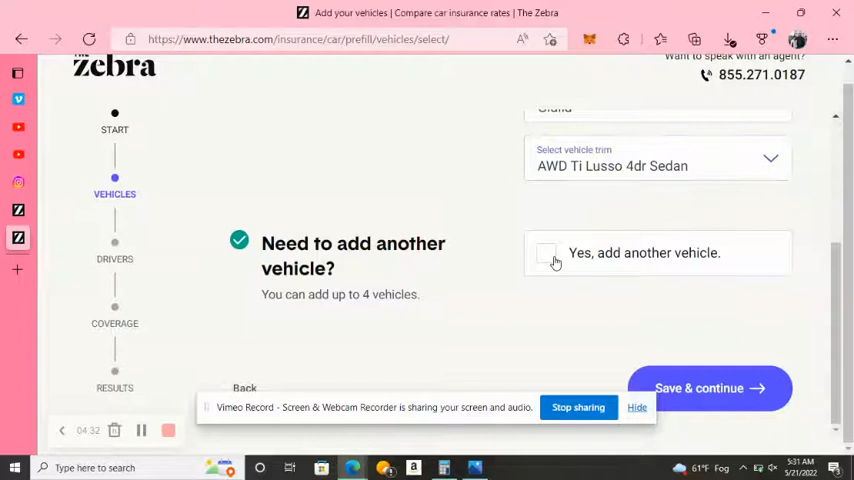 Add your vehicles | Compare car insurance rates | The Zebra
https://www.thezebra.com/insurance/car/prefill/vehicles/select/
THE
zebra
Want to speak with an agent?
855.271.0187
START
VEHICLES
DRIVERS
COVERAGE
RESULTS
Select vehicle trim
AWD Ti Lusso 4dr Sedan
Need to add another
vehicle?
You can add up to 4 vehicles.
Yes, add another vehicle.
Back
Save & continue
Vimeo Record - Screen & Webcam Recorder is sharing your screen and audio.
Stop sharing
Hide
04:32
Type here to search
61°F Fog
5:31 AM
5/21/2022